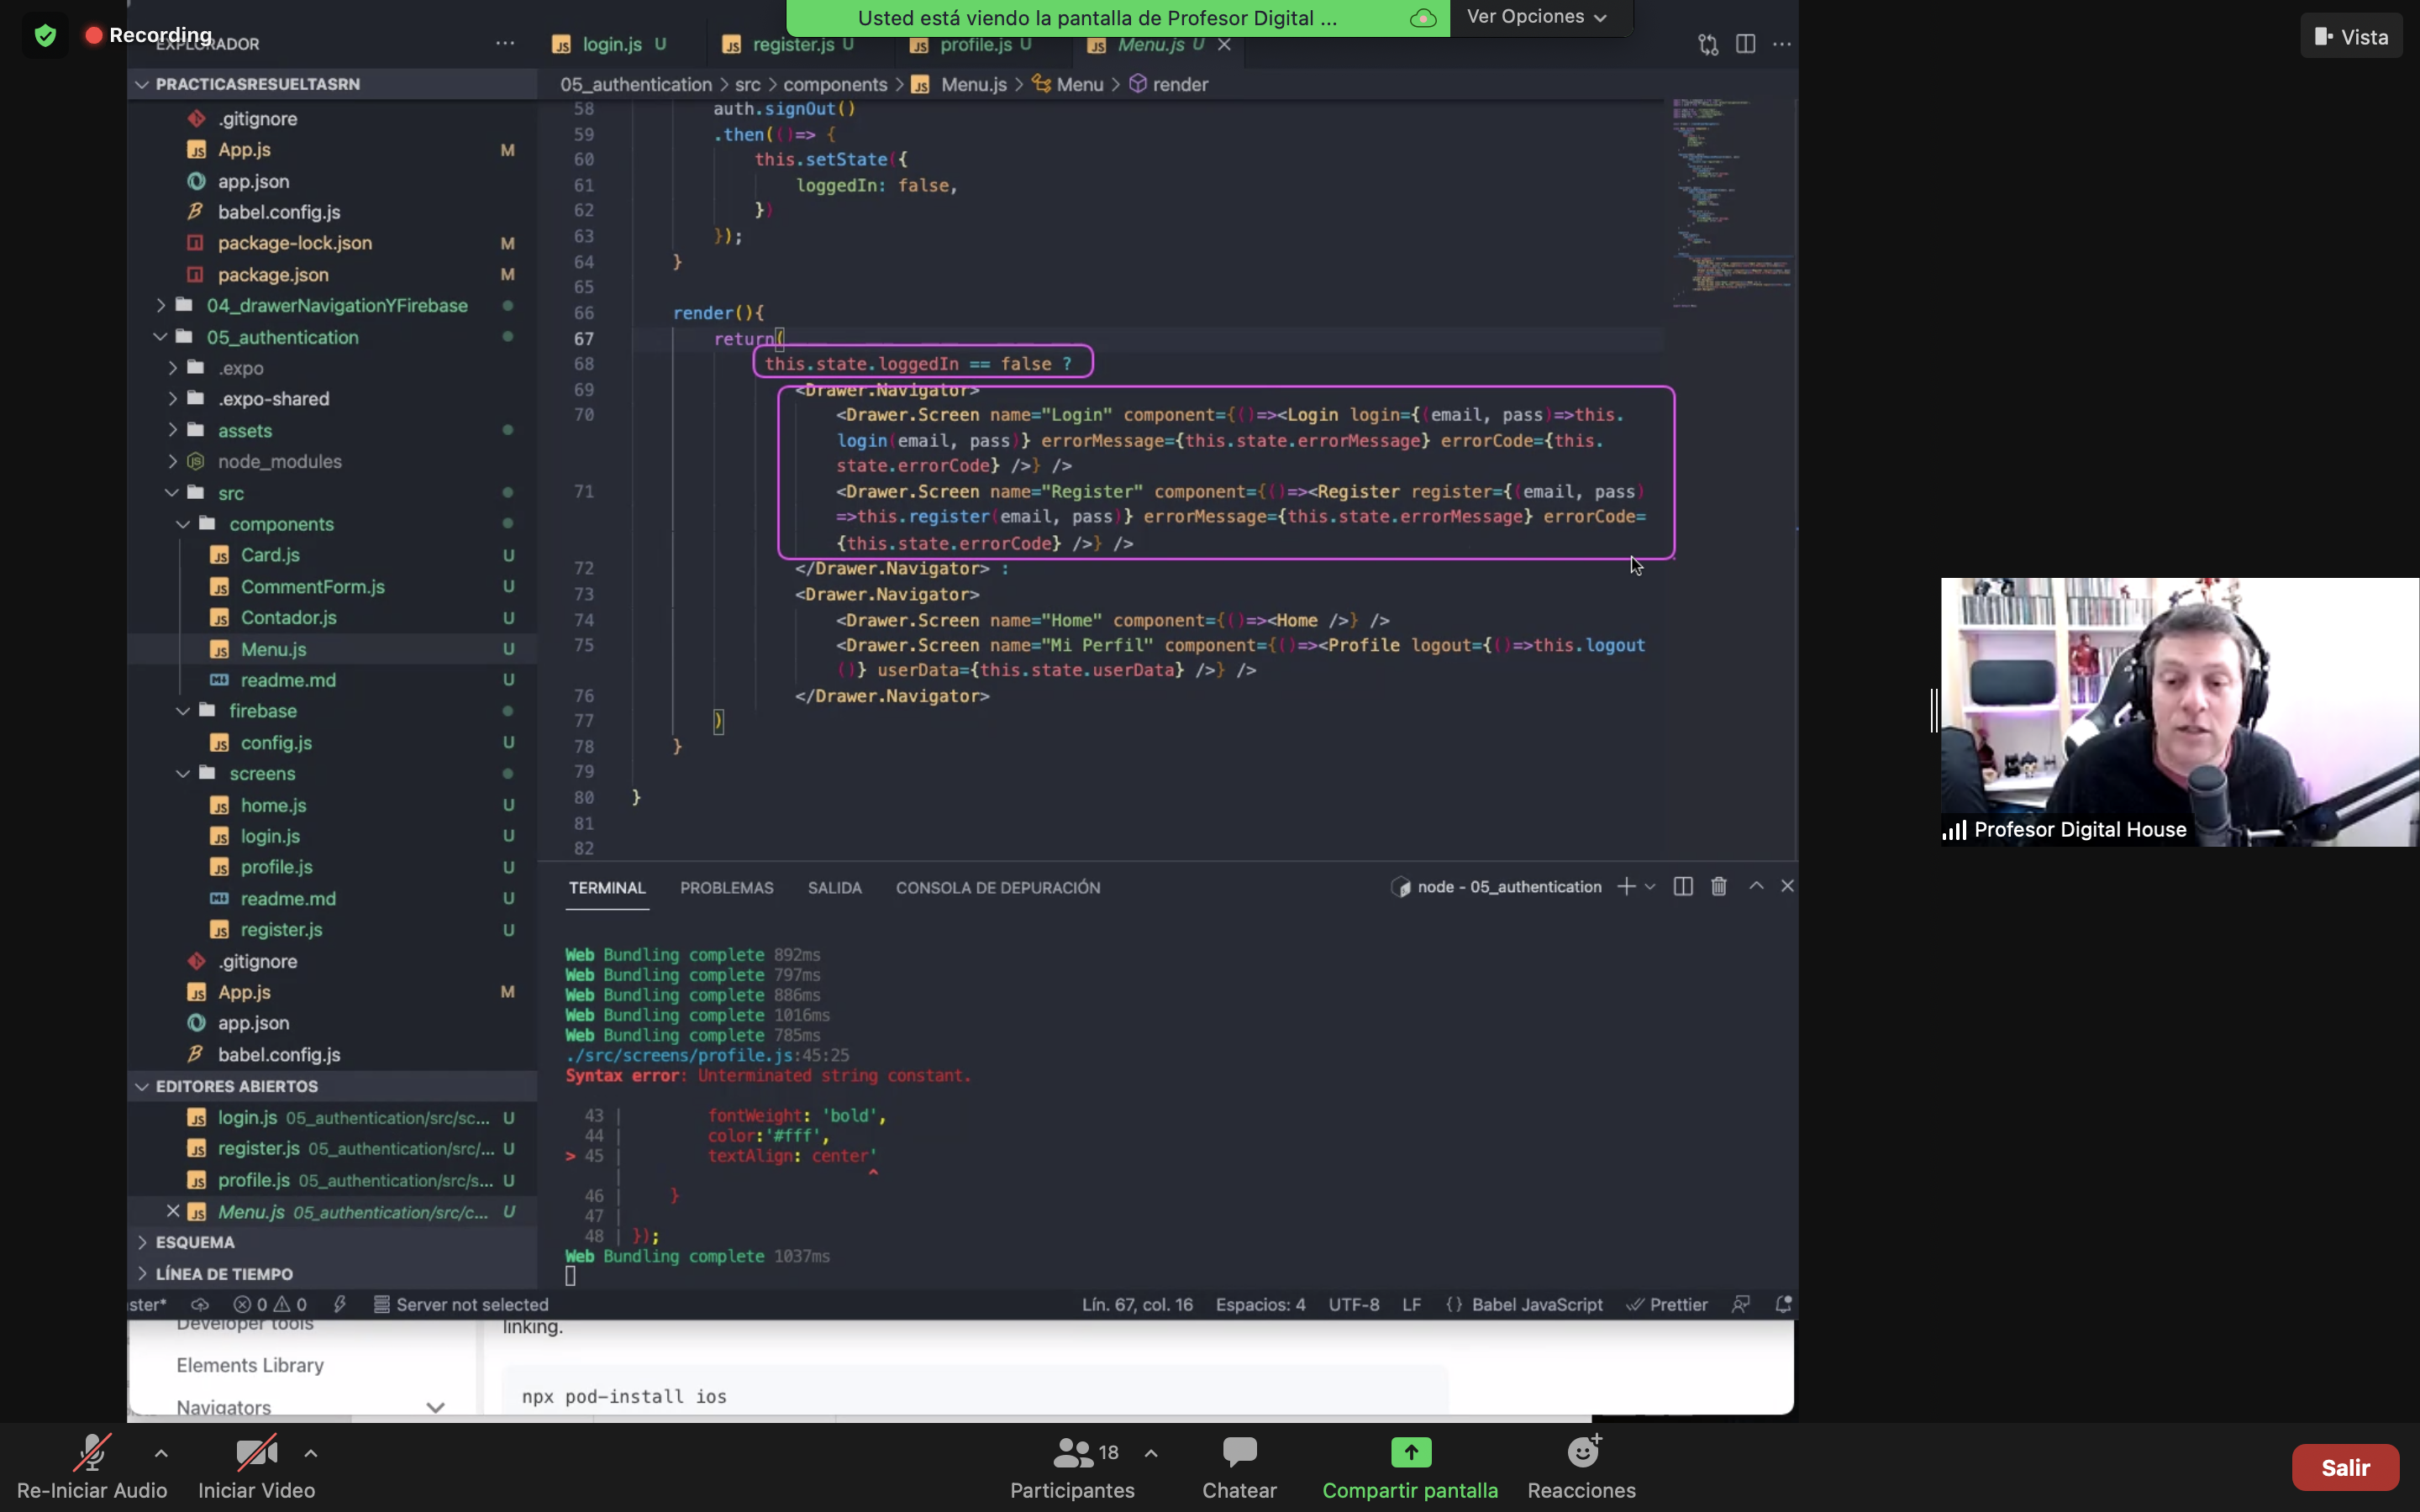 Usted está viendo la pantalla de Profesor Digital ...
Ver Opciones
Recording
Vista
EXPLORADOR
PRACTICASRESUELTASRN
.gitignore
App.js M
app.json
babel.config.js
package-lock.json M
package.json M
04_drawerNavigationYFirebase
05_authentication
.expo
.expo-shared
assets
node_modules
src
components
Card.js U
CommentForm.js U
Contador.js U
Menu.js U
readme.md U
firebase
config.js U
screens
home.js U
login.js U
profile.js U
readme.md U
register.js U
.gitignore
App.js M
app.json
babel.config.js
EDITORES ABIERTOS
login.js 05_authentication/src/sc... U
register.js 05_authentication/src/... U
profile.js 05_authentication/src/s... U
Menu.js 05_authentication/src/c... U
ESQUEMA
LÍNEA DE TIEMPO
login.js U
register.js U
profile.js U
Menu.js U
05_authentication > src > components > JS Menu.js > Menu > render
58 auth.signOut()
59 .then(()=> {
60 this.setState({
61 loggedIn: false,
62 })
63 });
64 }
65
66 render(){
67 return(
68 this.state.loggedIn == false ?
69 <Drawer.Navigator>
70 <Drawer.Screen name="Login" component={()=><Login login={(email, pass)=>this.
login(email, pass)} errorMessage={this.state.errorMessage} errorCode={this.
state.errorCode} />} />
71 <Drawer.Screen name="Register" component={()=><Register register={(email, pass)
=>this.register(email, pass)} errorMessage={this.state.errorMessage} errorCode=
{this.state.errorCode} />} />
72 </Drawer.Navigator> :
73 <Drawer.Navigator>
74 <Drawer.Screen name="Home" component={()=><Home />} />
75 <Drawer.Screen name="Mi Perfil" component={()=><Profile logout={()=>this.logout
()} userData={this.state.userData} />} />
76 </Drawer.Navigator>
77 )
78 }
79
80 }
81
82
TERMINAL PROBLEMAS SALIDA CONSOLA DE DEPURACIÓN
node - 05_authentication
Web Bundling complete 892ms
Web Bundling complete 797ms
Web Bundling complete 886ms
Web Bundling complete 1016ms
Web Bundling complete 785ms
./src/screens/profile.js:45:25
Syntax error: Unterminated string constant.
43 | fontWeight: 'bold',
44 | color:'#fff',
> 45 | textAlign: center'
| ^
46 | }
47 |
48 | });
Web Bundling complete 1037ms
ster* 0 0 Server not selected
Lín. 67, col. 16 Espacios: 4 UTF-8 LF {} Babel JavaScript Prettier
Developer tools
Elements Library
Navigators
linking.
npx pod-install ios
Profesor Digital House
Re-Iniciar Audio
Iniciar Video
18
Participantes
Chatear
Compartir pantalla
Reacciones
Salir